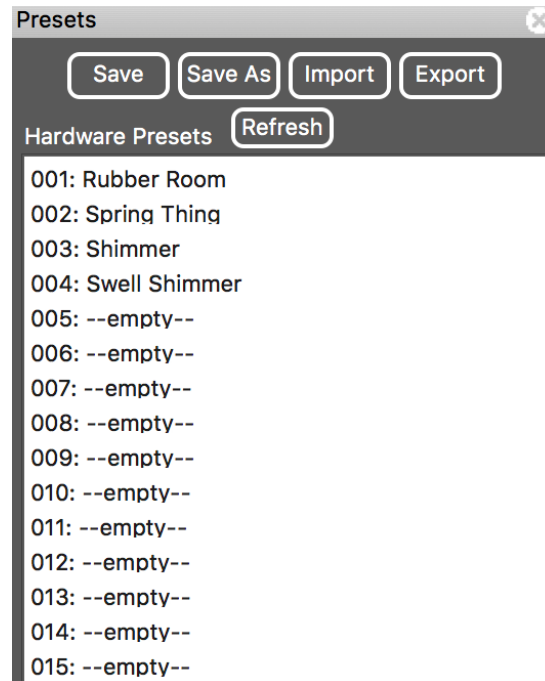 Presets
Save Save As Import Export
Hardware Presets Refresh
001: Rubber Room
002: Spring Thing
003: Shimmer
004: Swell Shimmer
005: --empty--
006: --empty--
007: --empty--
008: --empty--
009: --empty--
010: --empty--
011: --empty--
012: --empty--
013: --empty--
014: --empty--
015: --empty--